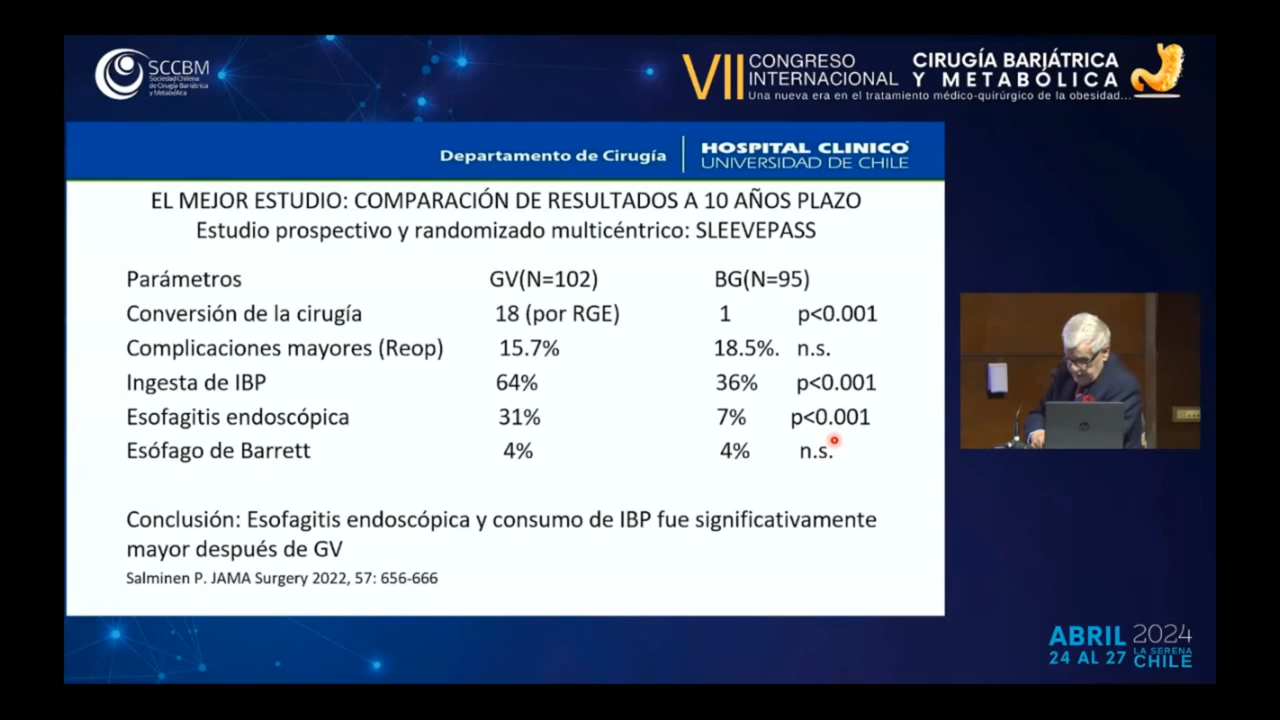 SCCBM
Sociedad Chilena
de Cirugía Bariátrica
y Metabólica
VII CONGRESO INTERNACIONAL
CIRUGÍA BARIÁTRICA
Y METABÓLICA
Una nueva era en el tratamiento médico-quirúrgico de la obesidad...
Departamento de Cirugía
HOSPITAL CLINICO
UNIVERSIDAD DE CHILE
EL MEJOR ESTUDIO: COMPARACIÓN DE RESULTADOS A 10 AÑOS PLAZO
Estudio prospectivo y randomizado multicéntrico: SLEEVEPASS
Parámetros GV(N=102) BG(N=95)
Conversión de la cirugía 18 (por RGE) 1 p<0.001
Complicaciones mayores (Reop) 15.7% 18.5%. n.s.
Ingesta de IBP 64% 36% p<0.001
Esofagitis endoscópica 31% 7% p<0.001
Esófago de Barrett 4% 4% n.s.
Conclusión: Esofagitis endoscópica y consumo de IBP fue significativamente
mayor después de GV
Salminen P. JAMA Surgery 2022, 57: 656-666
ABRIL 2024
24 AL 27 LA SERENA
CHILE